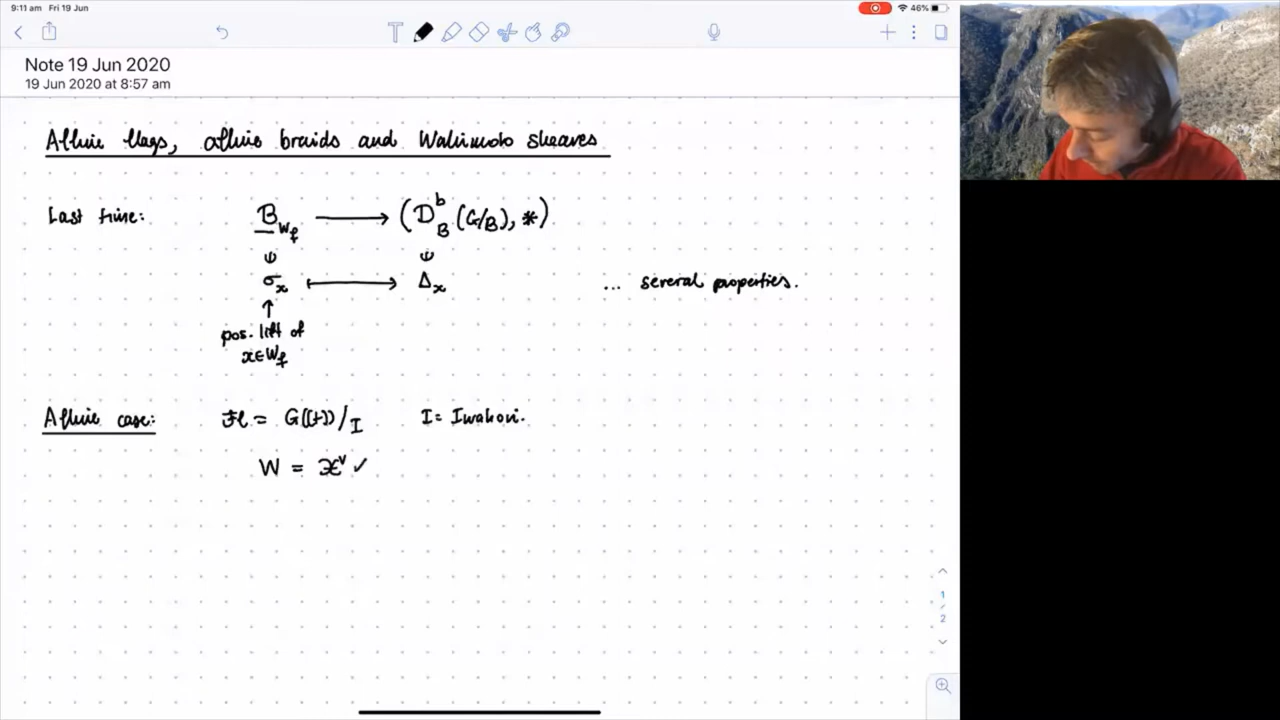 9:11 am Fri 19 Jun
46%
Note 19 Jun 2020
19 Jun 2020 at 8:57 am
Affine flags, affine braids and Wakimoto sheaves
Last time: B_{W_f} ⟶ (D^b_B(G/B), *)
∪ ∪
σ_x ⟼ Δ_x ... several properties.
↑
pos. lift of
x∈W_f
Affine case: Fl = G((t))/I I = Iwahori.
W = 𝔛^∨
1
/
2